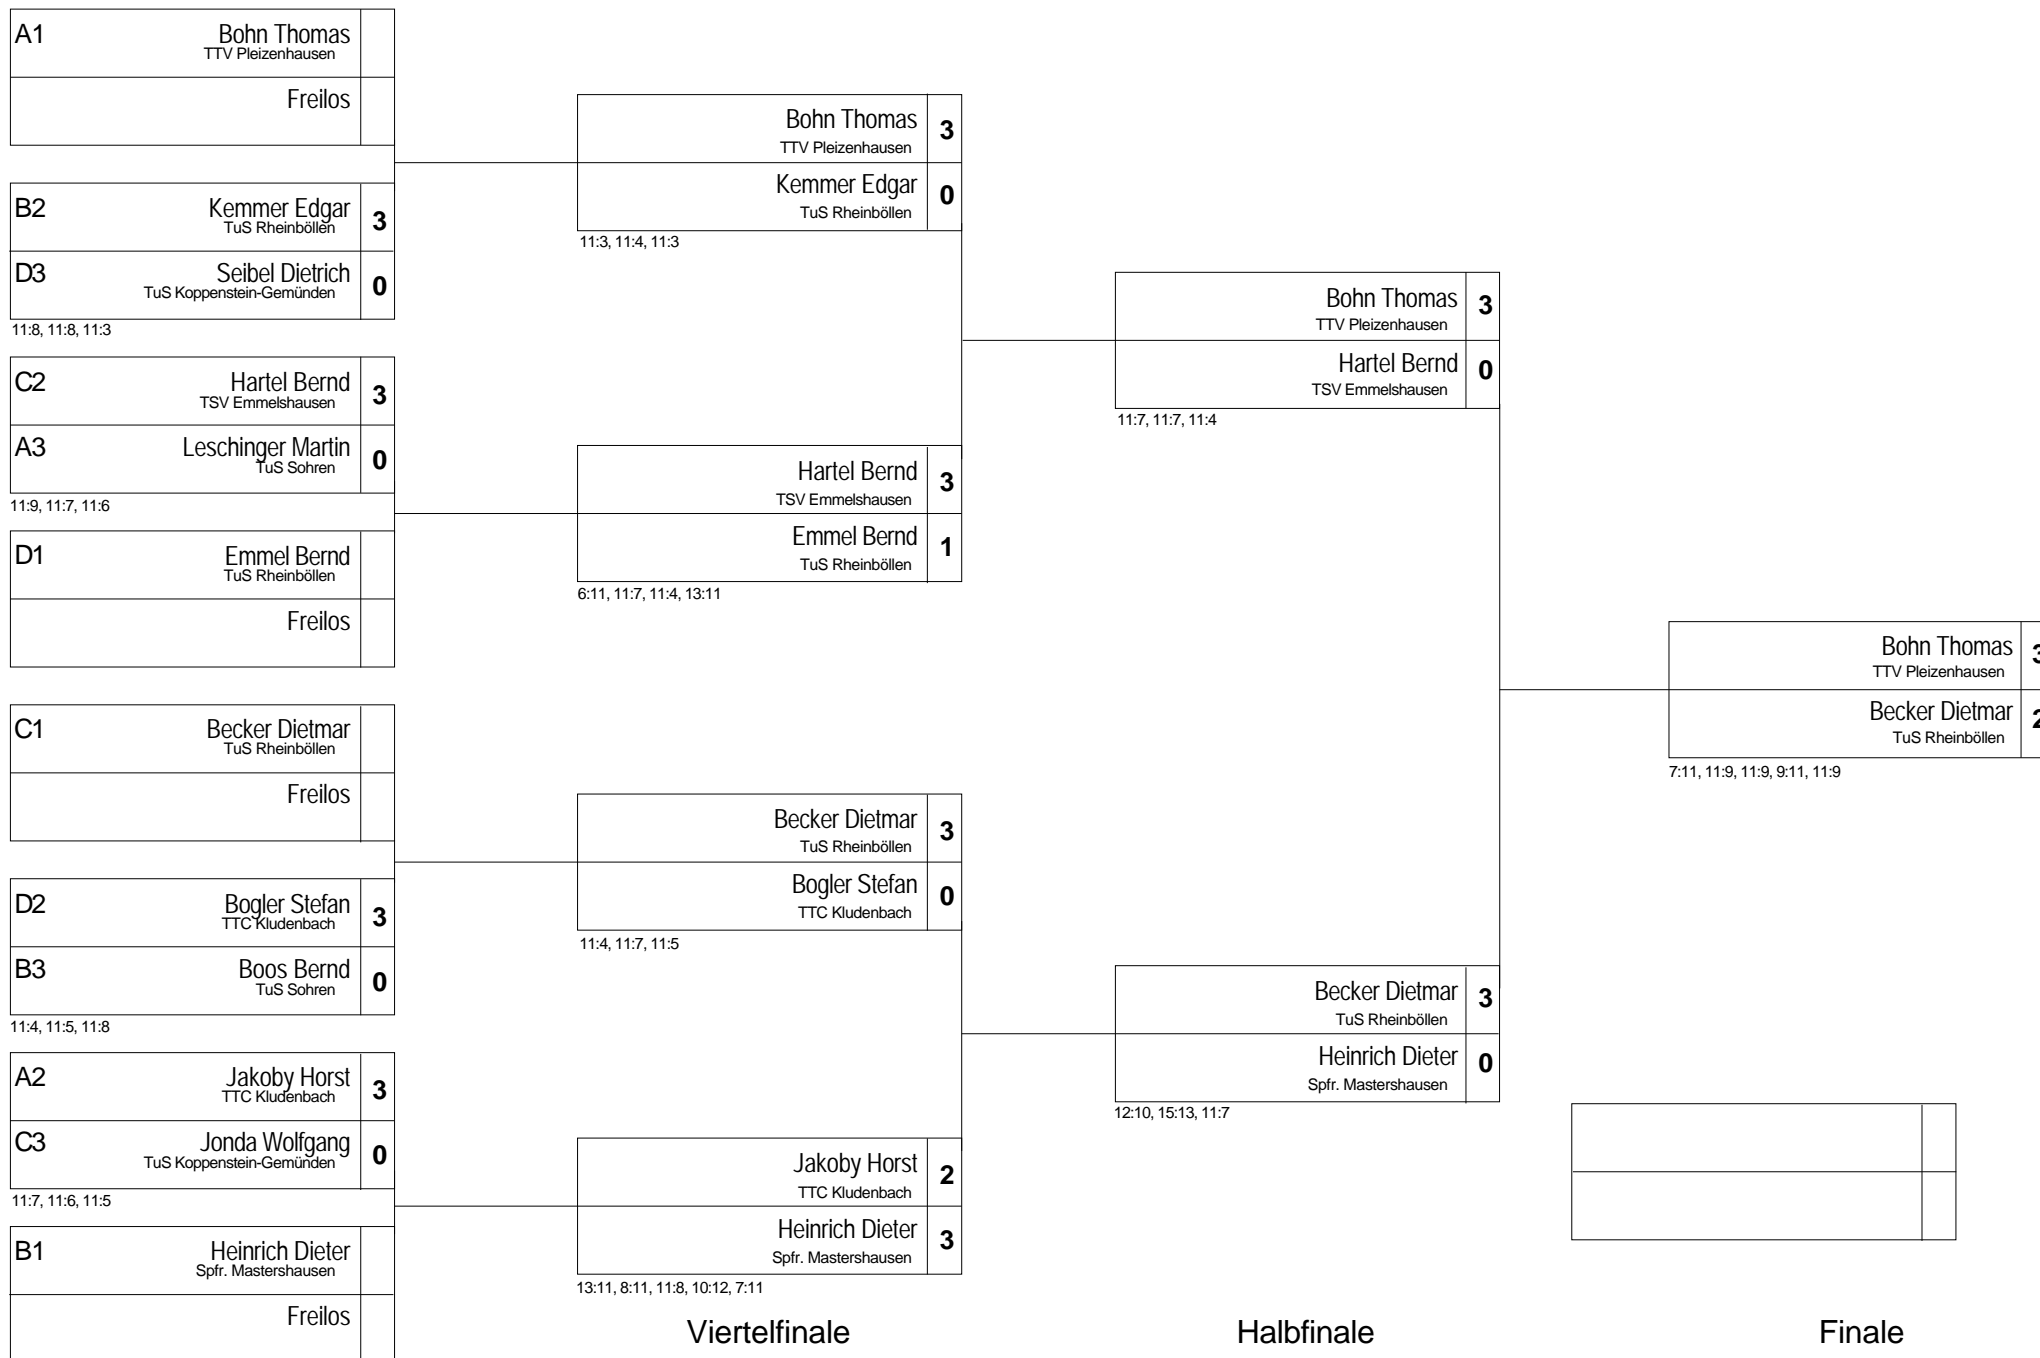 A1
Bohn Thomas
TTV Pleizenhausen
Freilos
B2
Kemmer Edgar
TuS Rheinböllen
3
D3
Seibel Dietrich
TuS Koppenstein-Gemünden
0
11:8, 11:8, 11:3
C2
Hartel Bernd
TSV Emmelshausen
3
A3
Leschinger Martin
TuS Sohren
0
11:9, 11:7, 11:6
D1
Emmel Bernd
TuS Rheinböllen
Freilos
C1
Becker Dietmar
TuS Rheinböllen
Freilos
D2
Bogler Stefan
TTC Kludenbach
3
B3
Boos Bernd
TuS Sohren
0
11:4, 11:5, 11:8
A2
Jakoby Horst
TTC Kludenbach
3
C3
Jonda Wolfgang
TuS Koppenstein-Gemünden
0
11:7, 11:6, 11:5
B1
Heinrich Dieter
Spfr. Mastershausen
Freilos
Bohn Thomas
TTV Pleizenhausen
3
Kemmer Edgar
TuS Rheinböllen
0
11:3, 11:4, 11:3
Hartel Bernd
TSV Emmelshausen
3
Emmel Bernd
TuS Rheinböllen
1
6:11, 11:7, 11:4, 13:11
Becker Dietmar
TuS Rheinböllen
3
Bogler Stefan
TTC Kludenbach
0
11:4, 11:7, 11:5
Jakoby Horst
TTC Kludenbach
2
Heinrich Dieter
Spfr. Mastershausen
3
13:11, 8:11, 11:8, 10:12, 7:11
Viertelfinale
Bohn Thomas
TTV Pleizenhausen
3
Hartel Bernd
TSV Emmelshausen
0
11:7, 11:7, 11:4
Becker Dietmar
TuS Rheinböllen
3
Heinrich Dieter
Spfr. Mastershausen
0
12:10, 15:13, 11:7
Halbfinale
Bohn Thomas
TTV Pleizenhausen
3
Becker Dietmar
TuS Rheinböllen
2
7:11, 11:9, 11:9, 9:11, 11:9
Finale